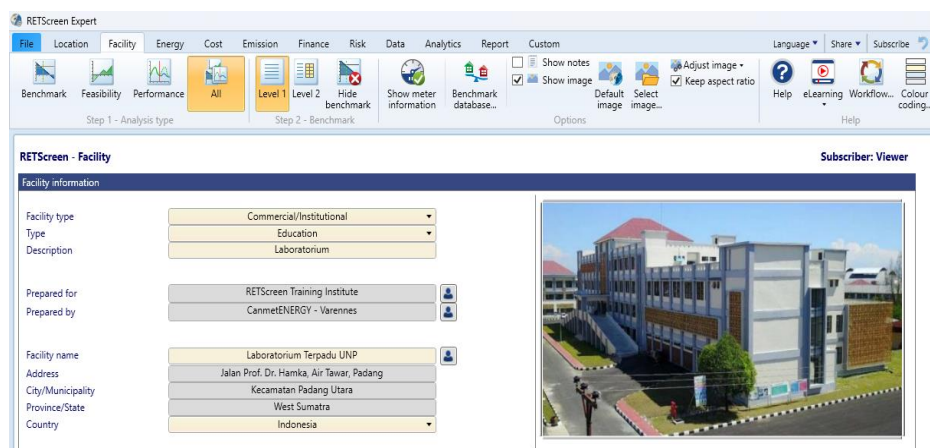 RETScreen Expert
File Location Facility Energy Cost Emission Finance Risk Data Analytics Report Custom Language Share Subscribe
Show notes
Show image
Adjust image
Keep aspect ratio
Benchmark Feasibility Performance All Level 1 Level 2 Hide benchmark Show meter information Benchmark database... Default image Select image... Help eLearning Workflow... Colour coding...
Step 1 - Analysis type Step 2 - Benchmark Options Help
RETScreen - Facility Subscriber: Viewer
Facility information
Facility type Commercial/Institutional
Type Education
Description Laboratorium
Prepared for RETScreen Training Institute
Prepared by CanmetENERGY - Varennes
Facility name Laboratorium Terpadu UNP
Address Jalan Prof. Dr. Hamka, Air Tawar, Padang
City/Municipality Kecamatan Padang Utara
Province/State West Sumatra
Country Indonesia